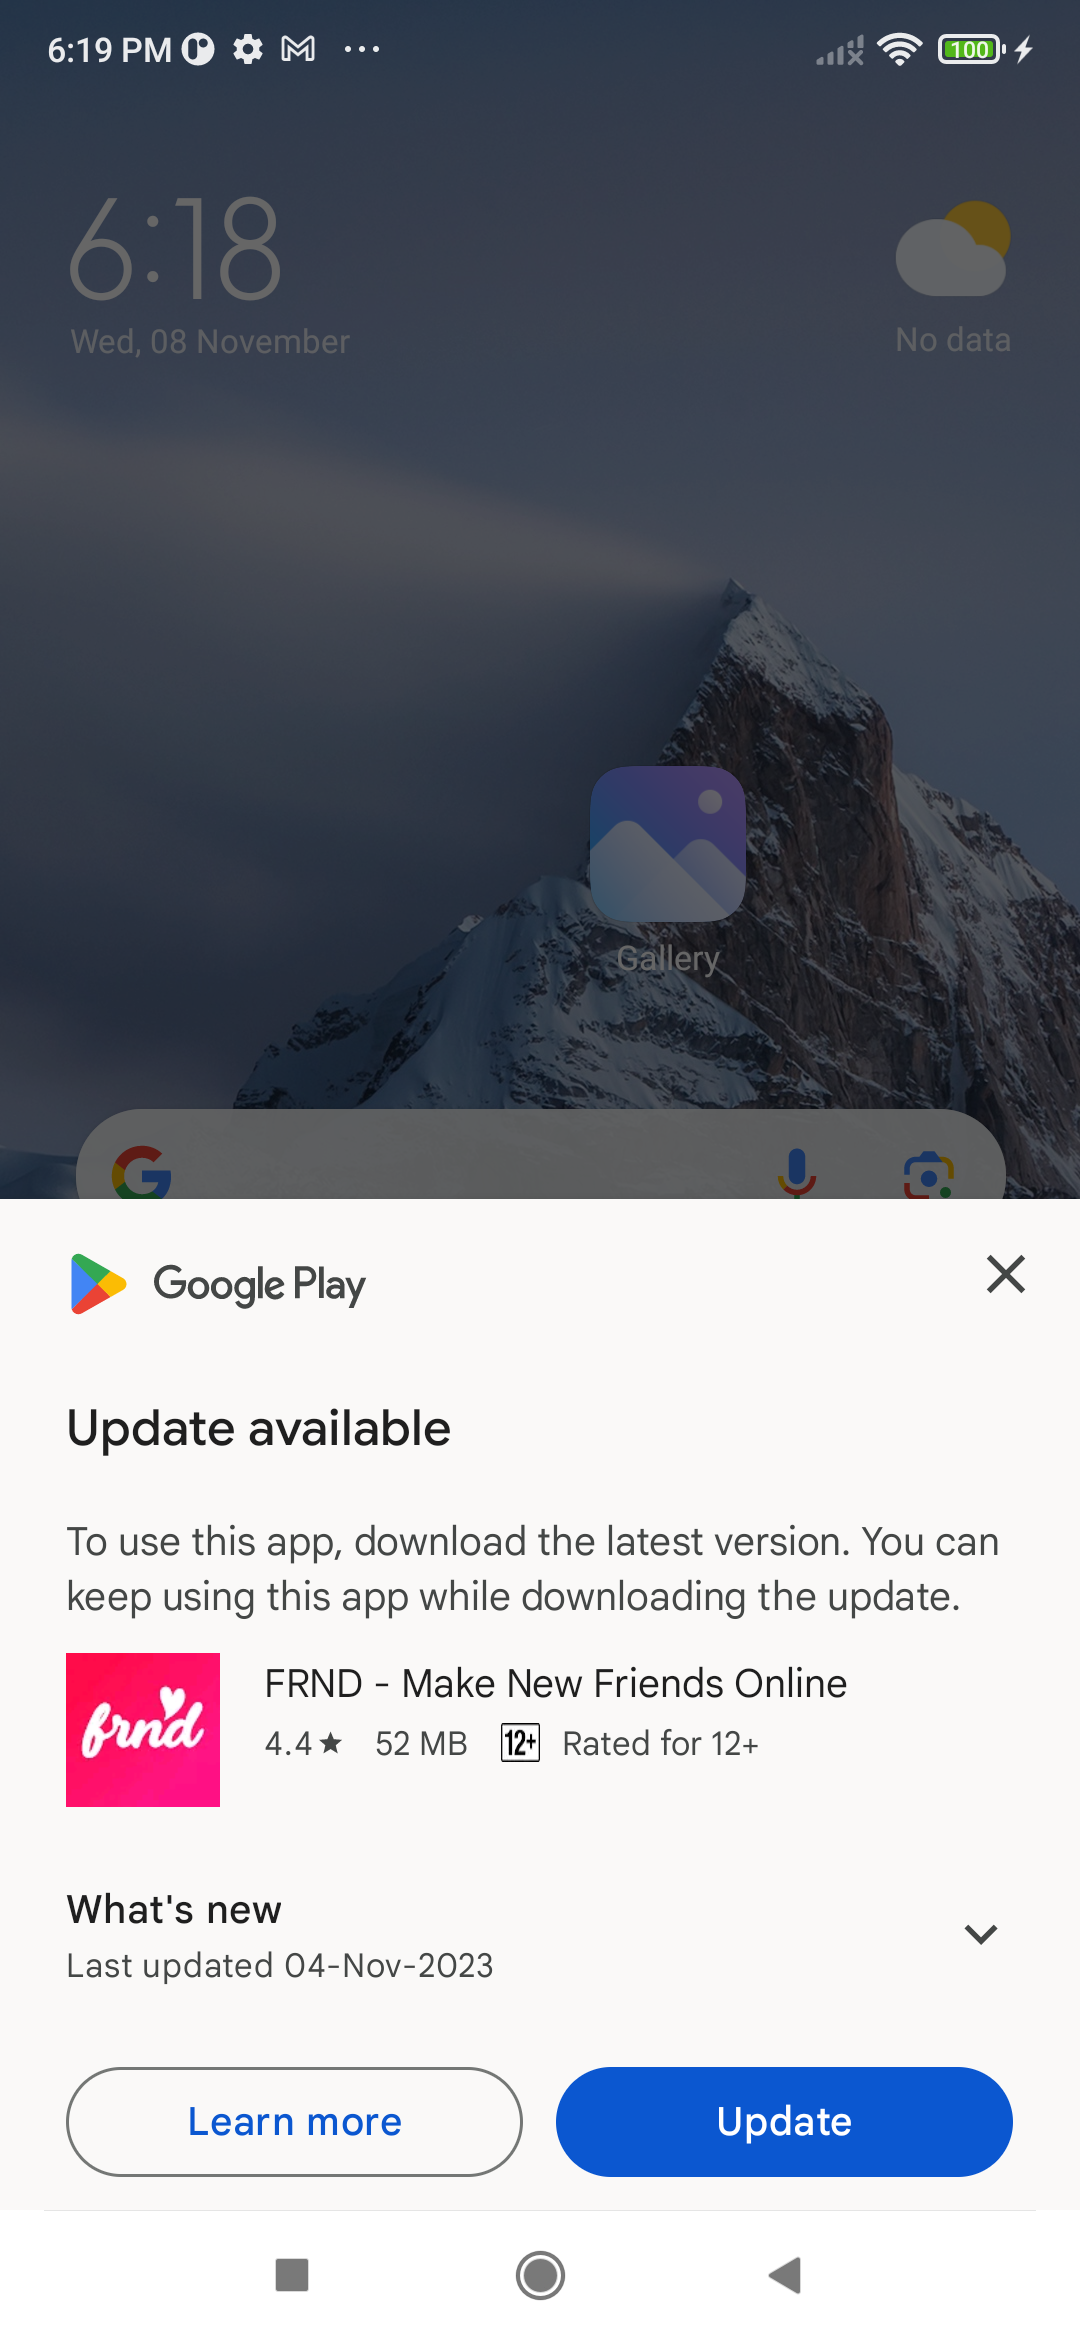 6:19 PM
100
6:18
Wed, 08 November
No data
Gallery
Google Play
Update available
To use this app, download the latest version. You can
keep using this app while downloading the update.
frnd
FRND - Make New Friends Online
4.4★ 52 MB 12+ Rated for 12+
What's new
Last updated 04-Nov-2023
Learn more
Update